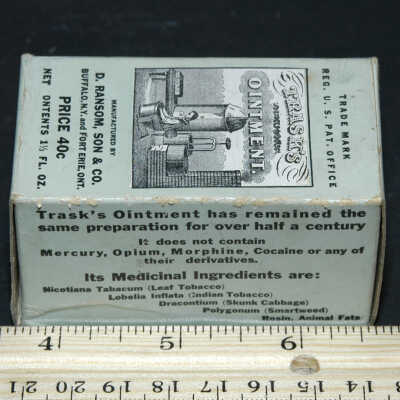 TRADE MARK
REG. U. S. PAT. OFFICE
TRASK'S
OINTMENT
MANUFACTURED BY
D. RANSOM, SON & CO.
BUFFALO, N.Y. and FORT ERIE, ONT.
PRICE 40c
NET CONTENTS 1½ FL. OZ.
Trask's Ointment has remained the
same preparation for over half a century
It does not contain
Mercury, Opium, Morphine, Cocaine or any of
their derivatives.
Its Medicinal Ingredients are:
Nicotiana Tabacum (Leaf Tobacco)
Lobelia Inflata (Indian Tobacco)
Dracontium (Skunk Cabbage)
Polygonum (Smartweed)
Rosin, Animal Fats
4 5 6
22 21 20 19 18 17 16 15 14